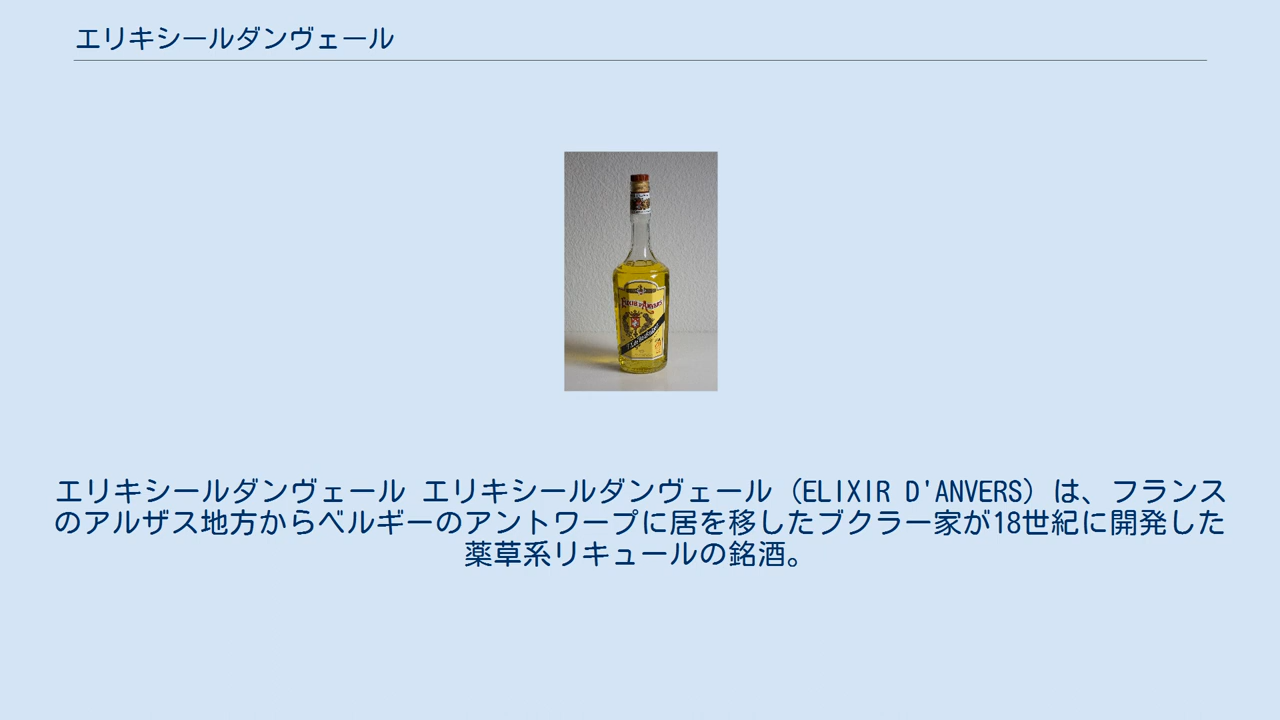 エリキシールダンヴェール
ELIXIR D'ANVERS
エリキシールダンヴェール エリキシールダンヴェール（ELIXIR D'ANVERS）は、フランス
のアルザス地方からベルギーのアントワープに居を移したブクラー家が18世紀に開発した
薬草系リキュールの銘酒。